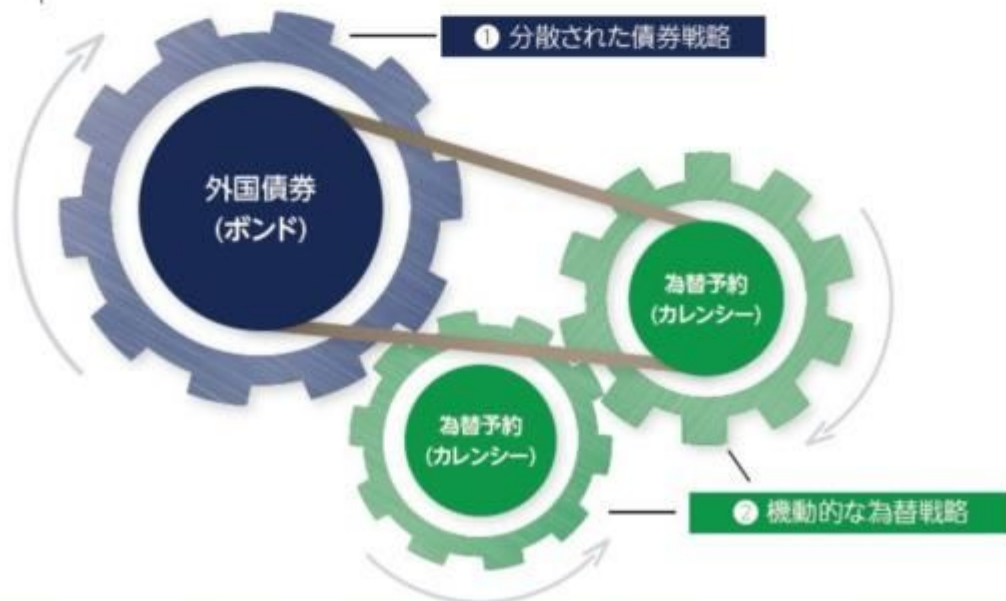 ❶ 分散された債券戦略
外国債券
(ボンド)
為替予約
(カレンシー)
為替予約
(カレンシー)
❷ 機動的な為替戦略